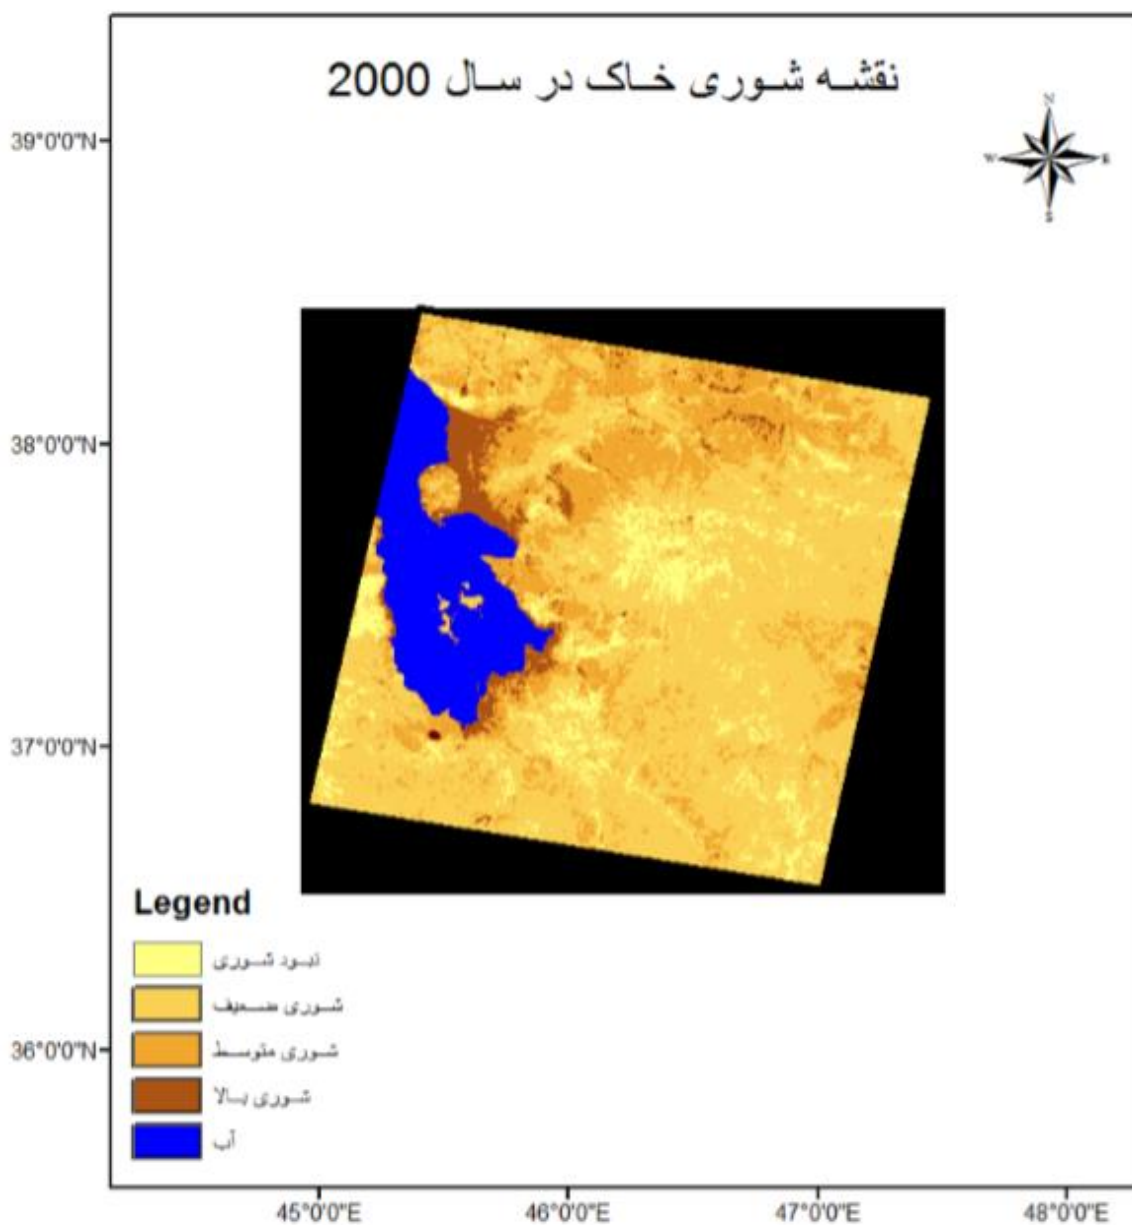 نقشه شوری خاک در سال 2000
N
W
E
S
39°0'0"N
38°0'0"N
37°0'0"N
36°0'0"N
Legend
نبود شوری
شوری ضعیف
شوری متوسط
شوری بالا
آب
45°0'0"E
46°0'0"E
47°0'0"E
48°0'0"E